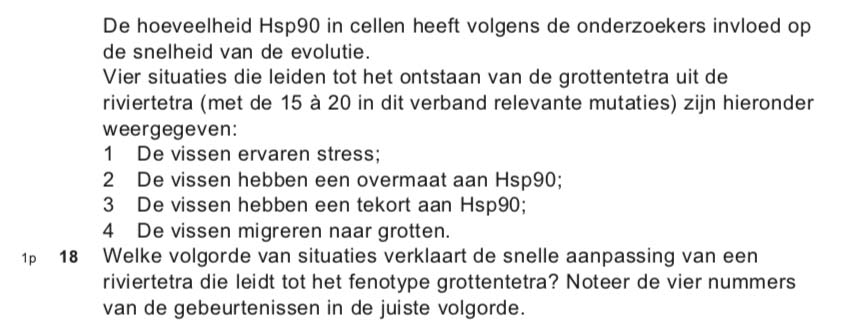 De hoeveelheid Hsp90 in cellen heeft volgens de onderzoekers invloed op
de snelheid van de evolutie.
Vier situaties die leiden tot het ontstaan van de grottentetra uit de
riviertetra (met de 15 à 20 in dit verband relevante mutaties) zijn hieronder
weergegeven:
1 De vissen ervaren stress;
2 De vissen hebben een overmaat aan Hsp90;
3 De vissen hebben een tekort aan Hsp90;
4 De vissen migreren naar grotten.
1p 18 Welke volgorde van situaties verklaart de snelle aanpassing van een
riviertetra die leidt tot het fenotype grottentetra? Noteer de vier nummers
van de gebeurtenissen in de juiste volgorde.